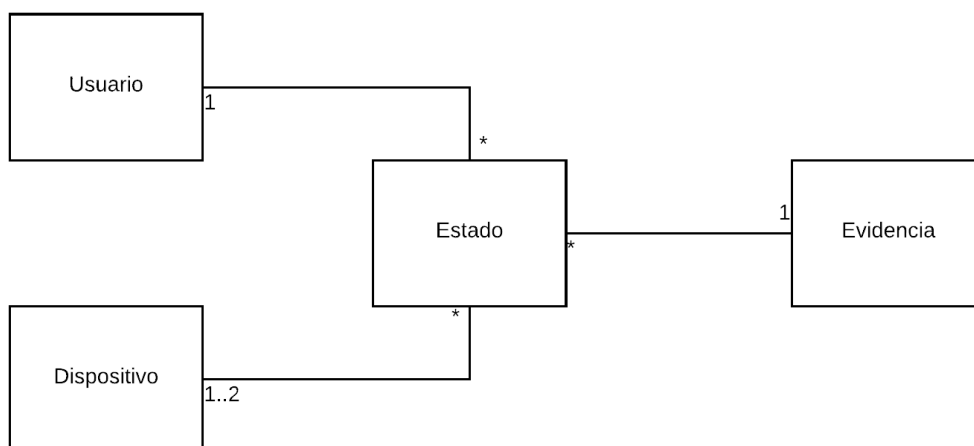 Usuario
1
*
Estado
*
1
Evidencia
*
Dispositivo
1..2